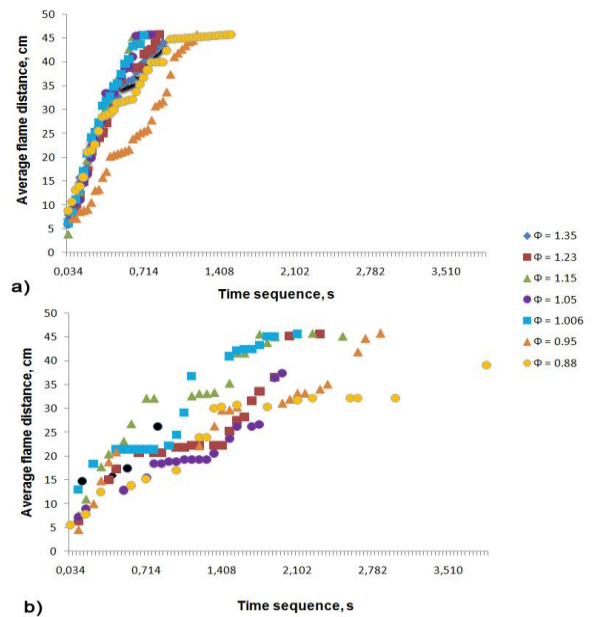 50
45
40
35
30
25
20
15
10
5
0
Average flame distance, cm
0,034 0,714 1,408 2,102 2,782 3,510
a)
Time sequence, s
Φ = 1.35
Φ = 1.23
Φ = 1.15
Φ = 1.05
Φ = 1.006
Φ = 0.95
Φ = 0.88
50
45
40
35
30
25
20
15
10
5
0
Average flame distance, cm
0,034 0,714 1,408 2,102 2,782 3,510
b)
Time sequence, s